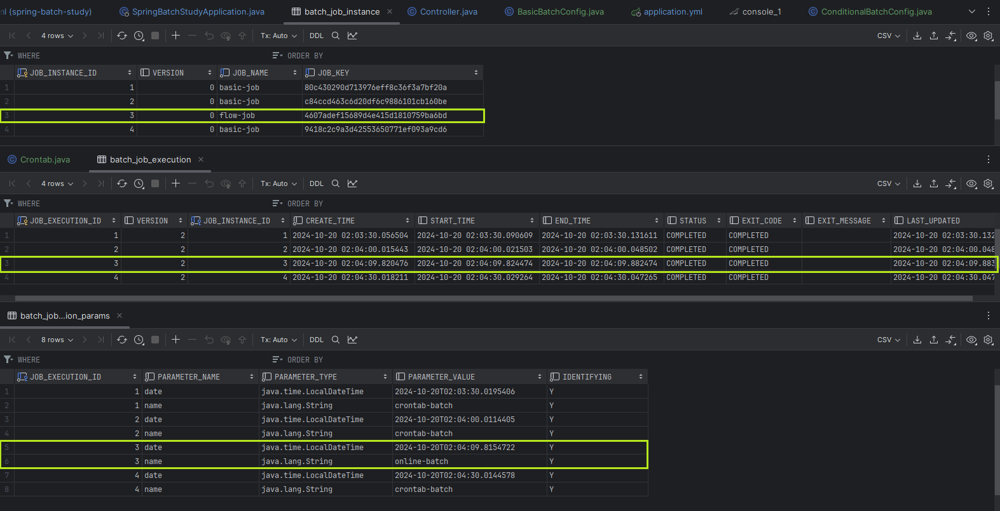 ml (spring-batch-study) SpringBatchStudyApplication.java batch_job_instance Controller.java BasicBatchConfig.java application.yml console_1 ConditionalBatchConfig.java
4 rows Tx: Auto DDL CSV
WHERE ORDER BY
JOB_INSTANCE_ID VERSION JOB_NAME JOB_KEY
1 1 0 basic-job 80c430290d713976eff8c36f3a7bf20a
2 2 0 basic-job c84ccd463c6d20df6c9886101cb160be
3 3 0 flow-job 4607adef15689d4e415d1810759ba6bd
4 4 0 basic-job 9418c2c9a3d42553650771ef093a9cd6
Crontab.java batch_job_execution
4 rows Tx: Auto DDL CSV
WHERE ORDER BY
JOB_EXECUTION_ID VERSION JOB_INSTANCE_ID CREATE_TIME START_TIME END_TIME STATUS EXIT_CODE EXIT_MESSAGE LAST_UPDATED
1 1 2 1 2024-10-20 02:03:30.056504 2024-10-20 02:03:30.090609 2024-10-20 02:03:30.131611 COMPLETED COMPLETED 2024-10-20 02:03:30.132
2 2 2 2 2024-10-20 02:04:00.015443 2024-10-20 02:04:00.021503 2024-10-20 02:04:00.048502 COMPLETED COMPLETED 2024-10-20 02:04:00.048
3 3 2 3 2024-10-20 02:04:09.820476 2024-10-20 02:04:09.824474 2024-10-20 02:04:09.882474 COMPLETED COMPLETED 2024-10-20 02:04:09.883
4 4 2 4 2024-10-20 02:04:30.018211 2024-10-20 02:04:30.029264 2024-10-20 02:04:30.047265 COMPLETED COMPLETED 2024-10-20 02:04:30.047
batch_job...ion_params
8 rows Tx: Auto DDL CSV
WHERE ORDER BY
JOB_EXECUTION_ID PARAMETER_NAME PARAMETER_TYPE PARAMETER_VALUE IDENTIFYING
1 1 date java.time.LocalDateTime 2024-10-20T02:03:30.0195406 Y
2 1 name java.lang.String crontab-batch Y
3 2 date java.time.LocalDateTime 2024-10-20T02:04:00.0114405 Y
4 2 name java.lang.String crontab-batch Y
5 3 date java.time.LocalDateTime 2024-10-20T02:04:09.8154722 Y
6 3 name java.lang.String online-batch Y
7 4 date java.time.LocalDateTime 2024-10-20T02:04:30.0144578 Y
8 4 name java.lang.String crontab-batch Y